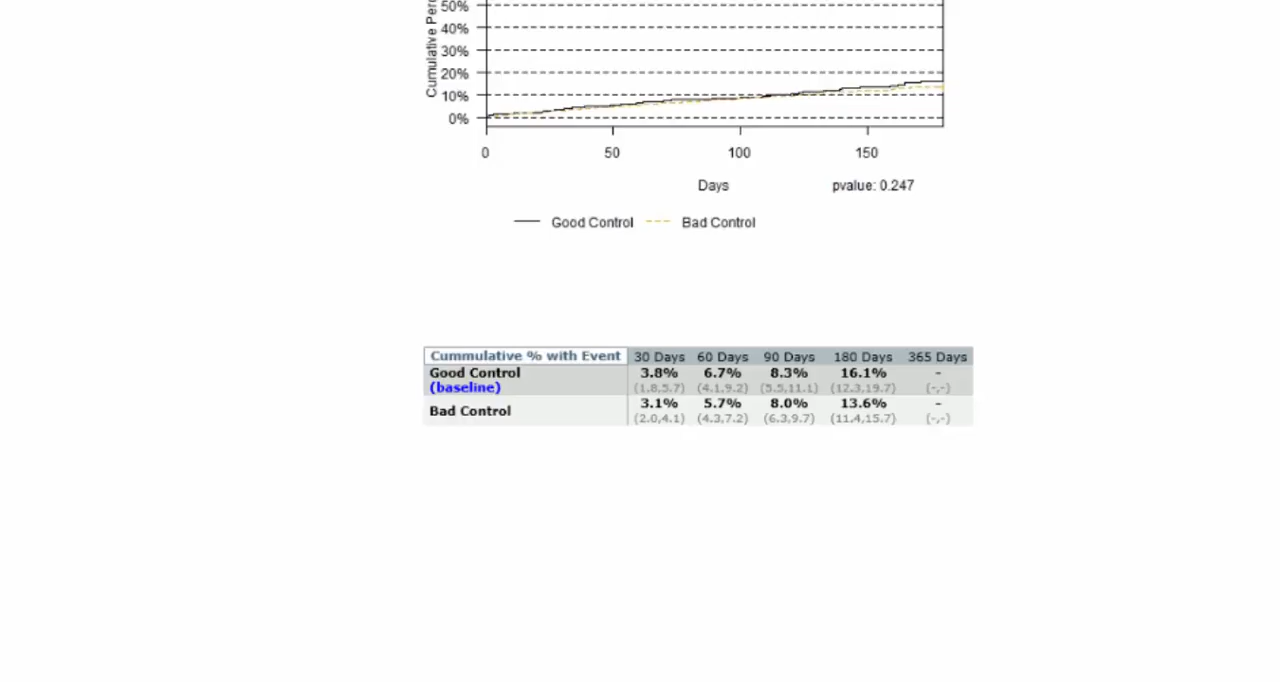 Cumulative Perc
50%
40%
30%
20%
10%
0%
0 50 100 150
Days pvalue: 0.247
Good Control Bad Control
Cummulative % with Event 30 Days 60 Days 90 Days 180 Days 365 Days
Good Control 3.8% 6.7% 8.3% 16.1% -
(baseline) (1.8,5.7) (4.1,9.2) (5.5,11.1) (12.3,19.7) (-,-)
Bad Control 3.1% 5.7% 8.0% 13.6% -
(2.0,4.1) (4.3,7.2) (6.3,9.7) (11.4,15.7) (-,-)